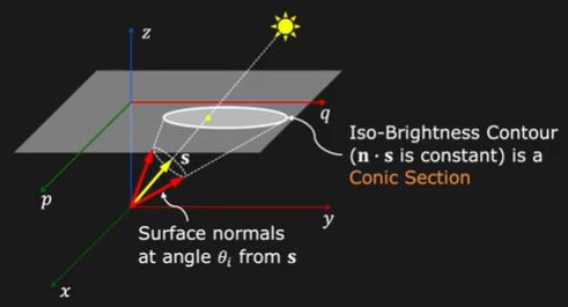 z
q
s
Iso-Brightness Contour
(n · s is constant) is a
Conic Section
p
y
Surface normals
at angle θᵢ from s
x